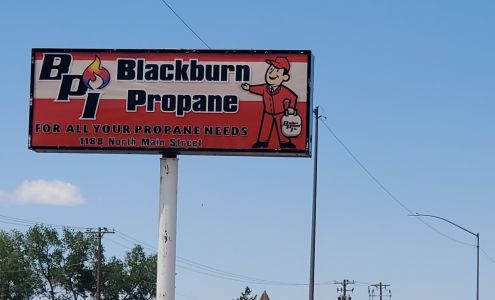 BPI Blackburn
Propane
FOR ALL YOUR PROPANE NEEDS
1188 North Main Street